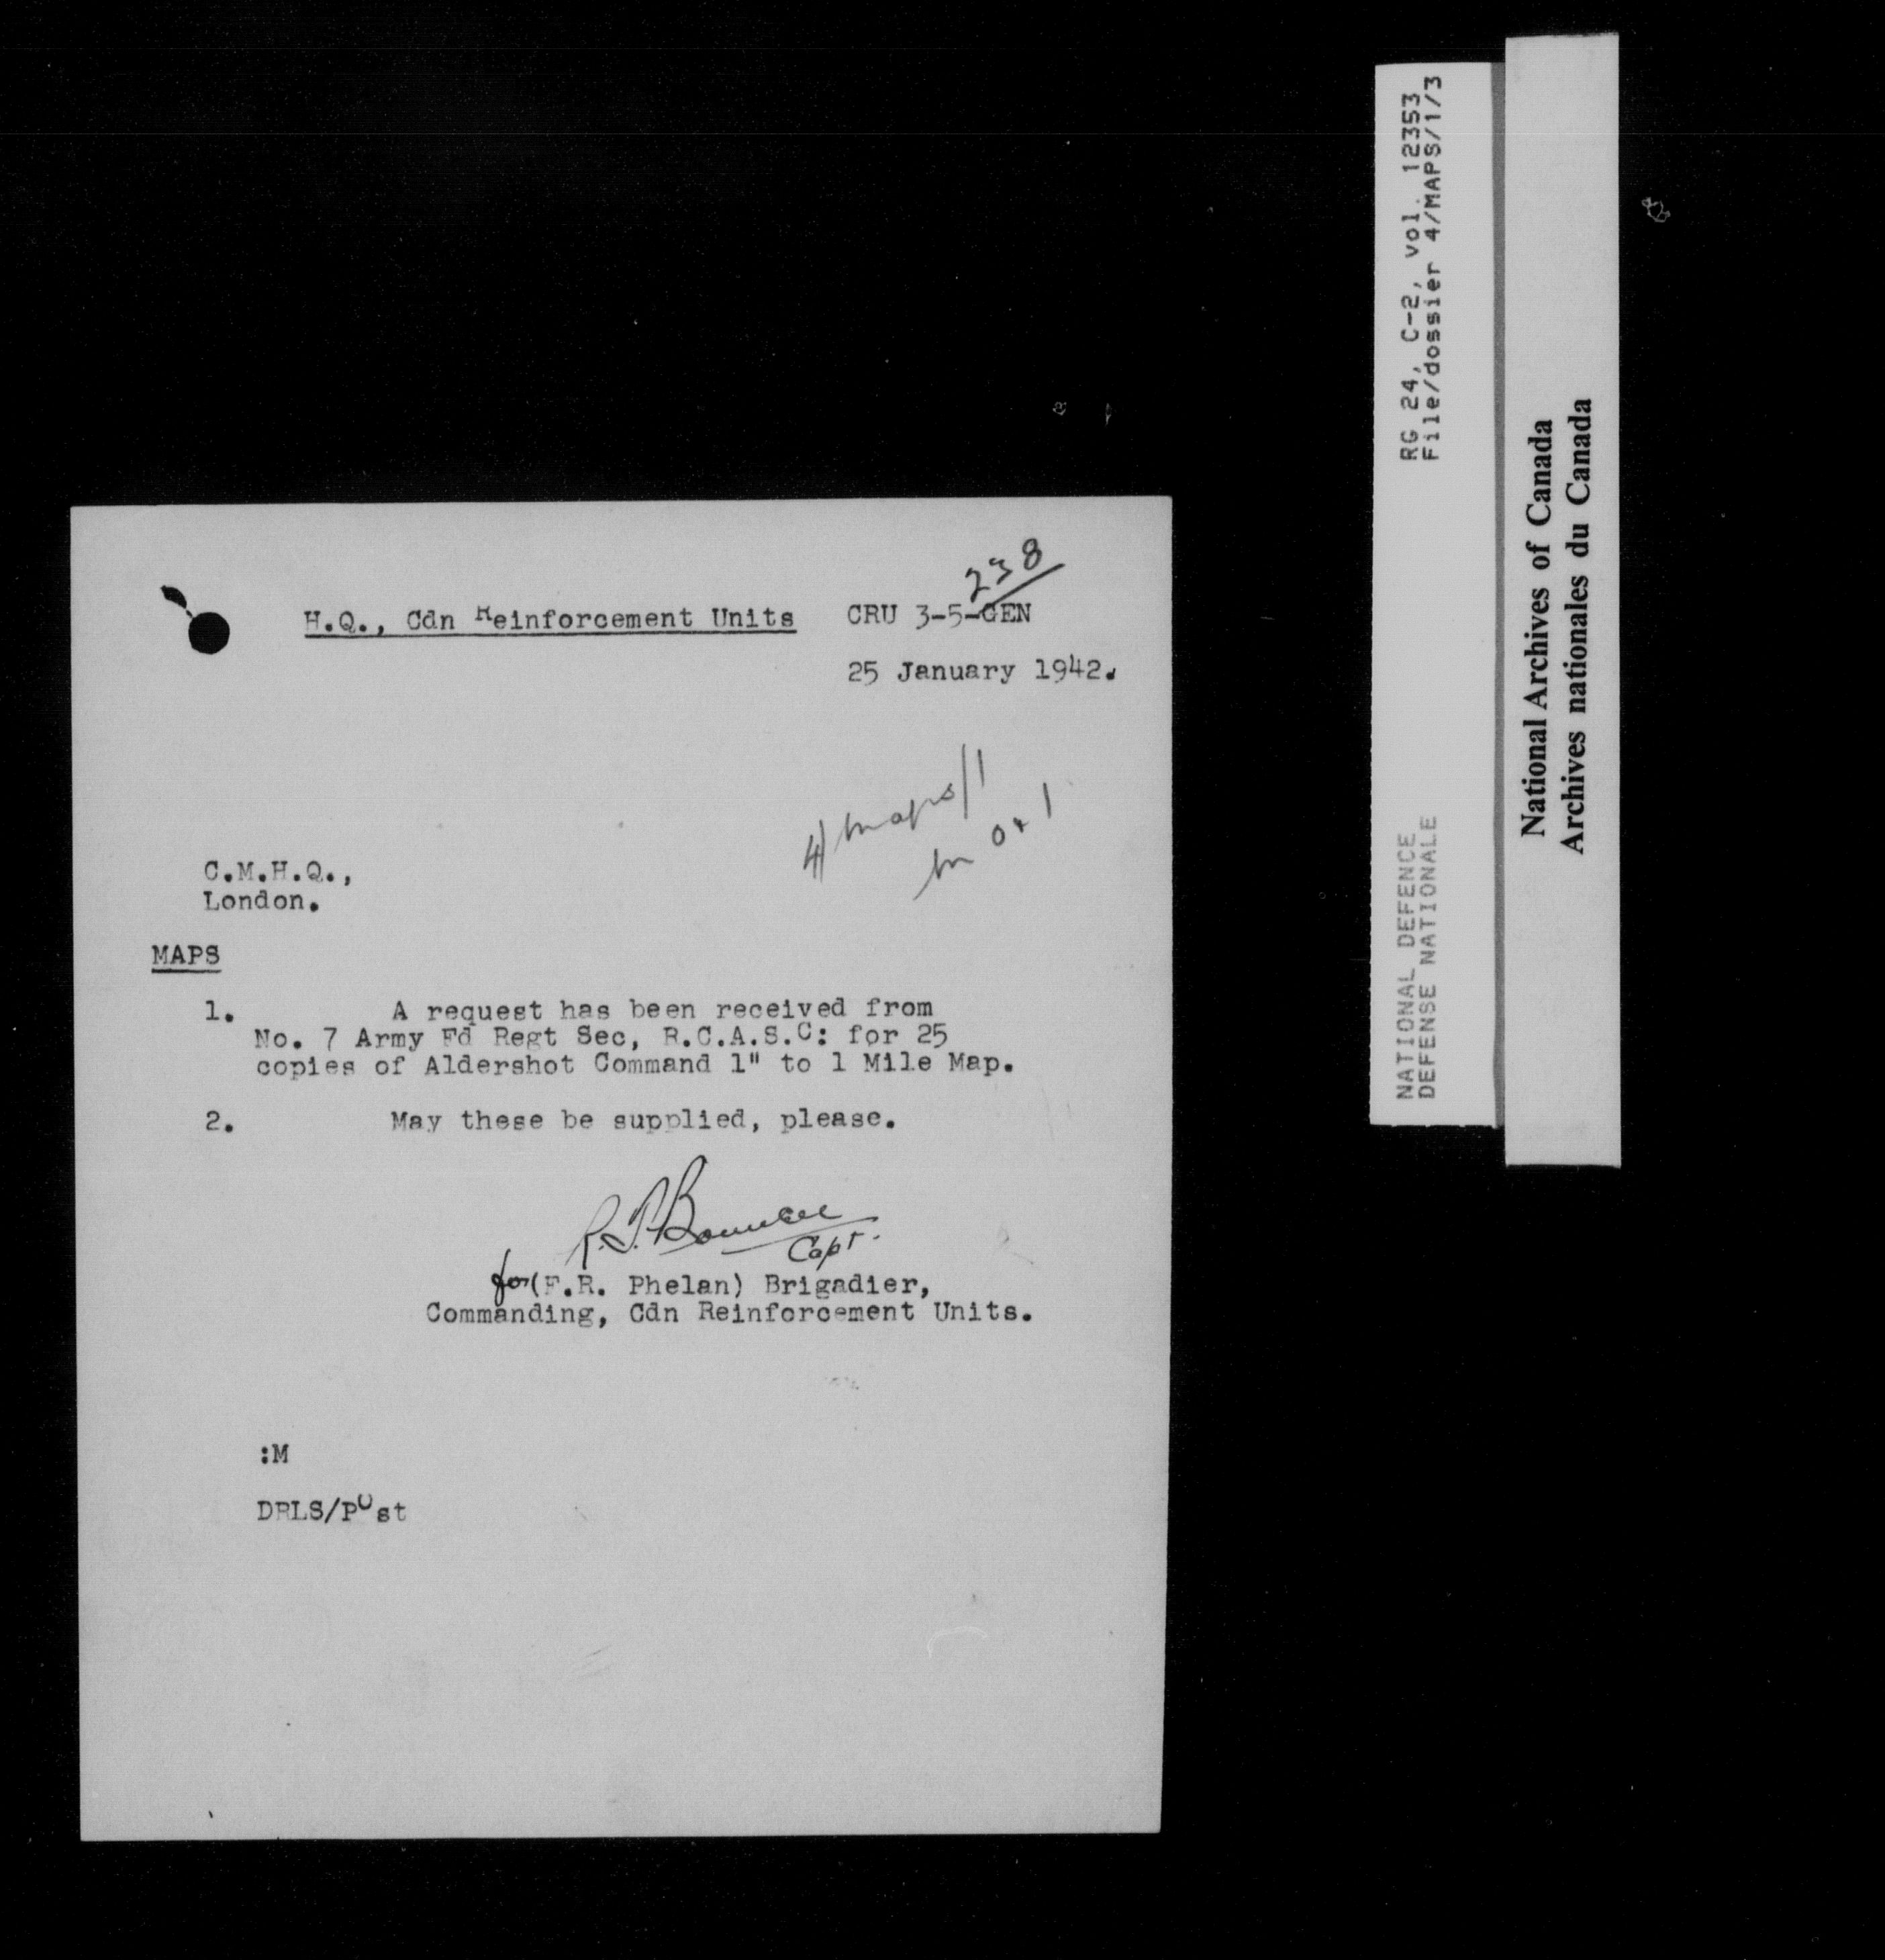 238
H.Q., Cdn Reinforcement Units CRU 3-5-GEN
25 January 1942.
4/maps/1
C.M.H.Q.,
London.
MAPS
1. A request has been received from
No. 7 Army Fd Regt Sec, R.C.A.S.C: for 25
copies of Aldershot Command 1" to 1 Mile Map.
2. May these be supplied, please.
Capt.
for (F.R. Phelan) Brigadier,
Commanding, Cdn Reinforcement Units.
:M
DRLS/Post
RG 24, C-2, vol. 12353
File/dossier 4/MAPS/1/3
NATIONAL DEFENCE
DEFENSE NATIONALE
National Archives of Canada
Archives nationales du Canada